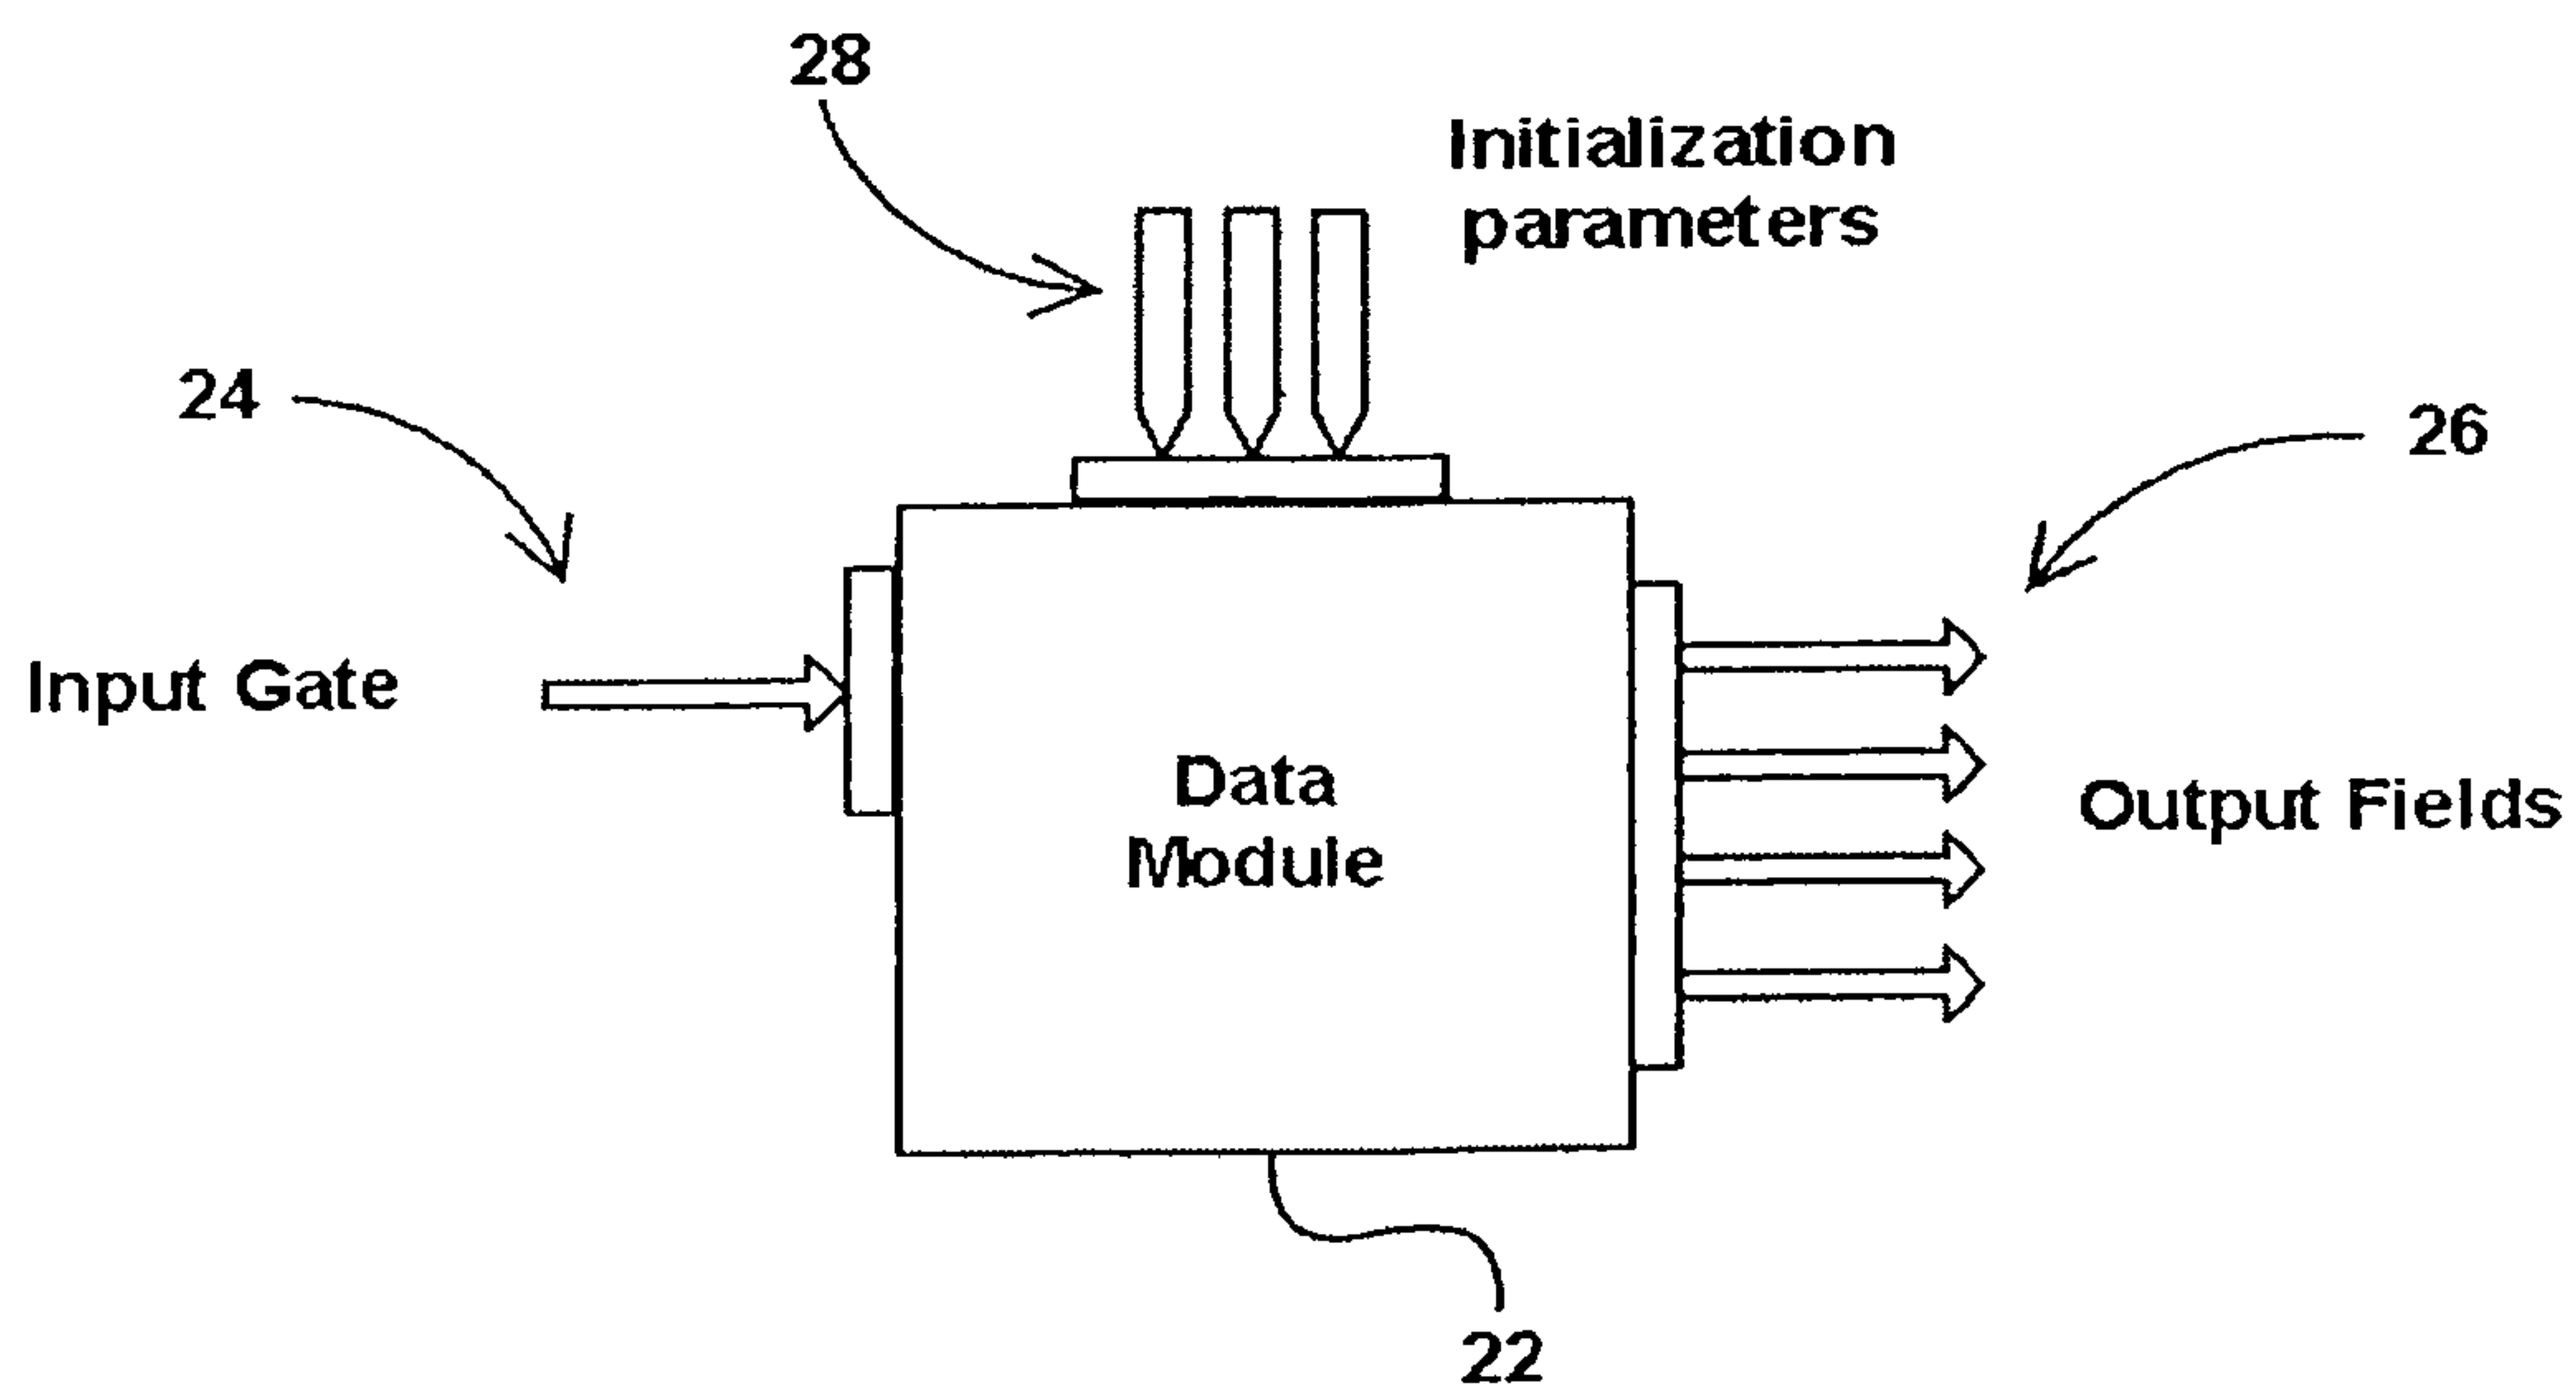 28
Initialization
parameters
24
26
Input Gate
Data
Module
Output Fields
22